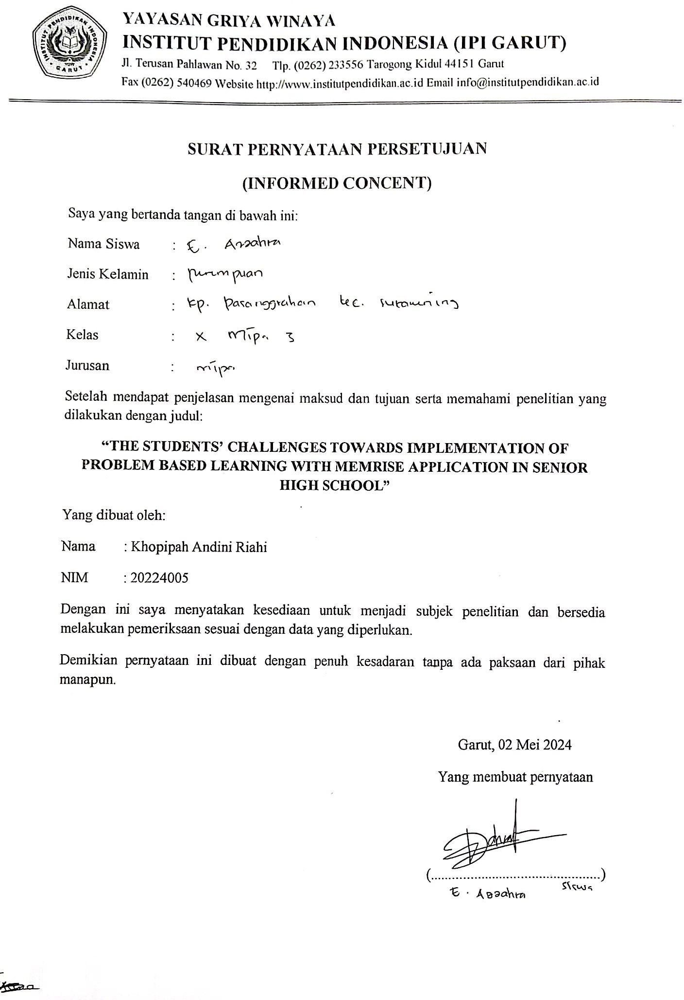 INSTITUT PENDIDIKAN INDONESIA
GARUT
YAYASAN GRIYA WINAYA
INSTITUT PENDIDIKAN INDONESIA (IPI GARUT)
Jl. Terusan Pahlawan No. 32 Tlp. (0262) 233556 Tarogong Kidul 44151 Garut
Fax (0262) 540469 Website http://www.institutpendidikan.ac.id Email info@institutpendidikan.ac.id
SURAT PERNYATAAN PERSETUJUAN
(INFORMED CONCENT)
Saya yang bertanda tangan di bawah ini:
Nama Siswa : E. Azzahra
Jenis Kelamin : perempuan
Alamat : kp. Pasanggrahan kec.
Kelas : X Mipa 3
Jurusan : mipa
Setelah mendapat penjelasan mengenai maksud dan tujuan serta memahami penelitian yang
dilakukan dengan judul:
“THE STUDENTS’ CHALLENGES TOWARDS IMPLEMENTATION OF
PROBLEM BASED LEARNING WITH MEMRISE APPLICATION IN SENIOR
HIGH SCHOOL”
Yang dibuat oleh:
Nama : Khopipah Andini Riahi
NIM : 20224005
Dengan ini saya menyatakan kesediaan untuk menjadi subjek penelitian dan bersedia
melakukan pemeriksaan sesuai dengan data yang diperlukan.
Demikian pernyataan ini dibuat dengan penuh kesadaran tanpa ada paksaan dari pihak
manapun.
Garut, 02 Mei 2024
Yang membuat pernyataan
(..................................................)
E. Azzahra siswa